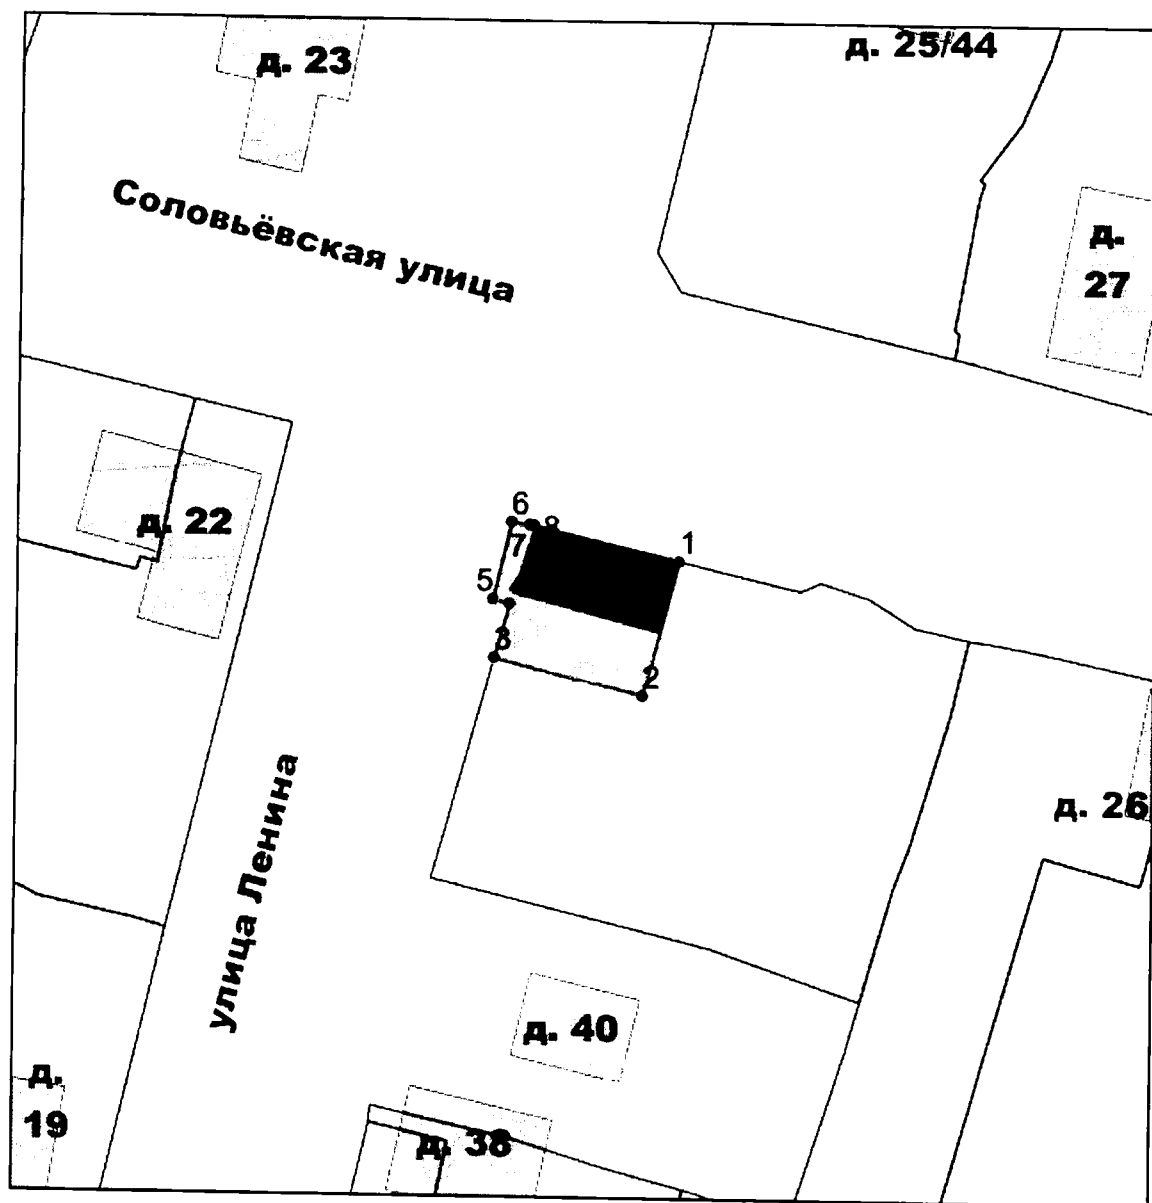 д. 23
д. 25/44
Соловьёвская улица
д.
27
д. 22
6
8
1
7
5
3
2
улица Ленина
д. 26
д. 40
д.
19
д. 38